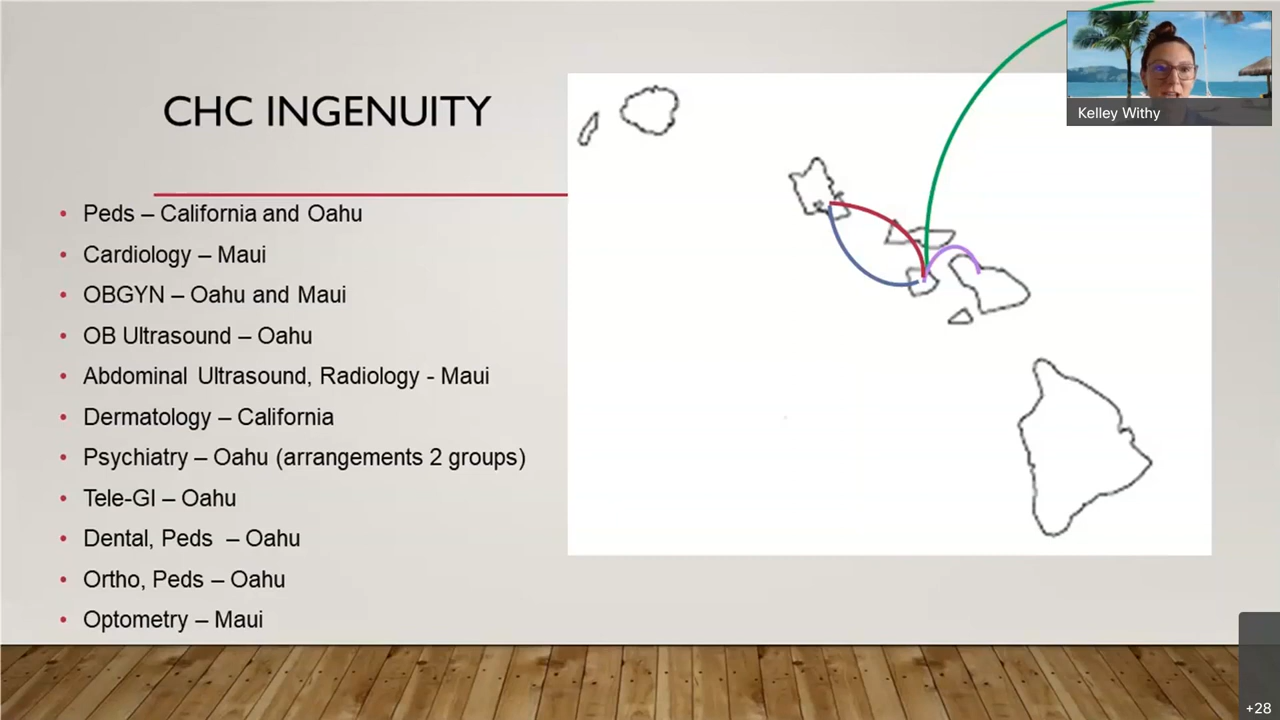 CHC INGENUITY
• Peds – California and Oahu
• Cardiology – Maui
• OBGYN – Oahu and Maui
• OB Ultrasound – Oahu
• Abdominal Ultrasound, Radiology - Maui
• Dermatology – California
• Psychiatry – Oahu (arrangements 2 groups)
• Tele-GI – Oahu
• Dental, Peds – Oahu
• Ortho, Peds – Oahu
• Optometry – Maui
Kelley Withy
+28